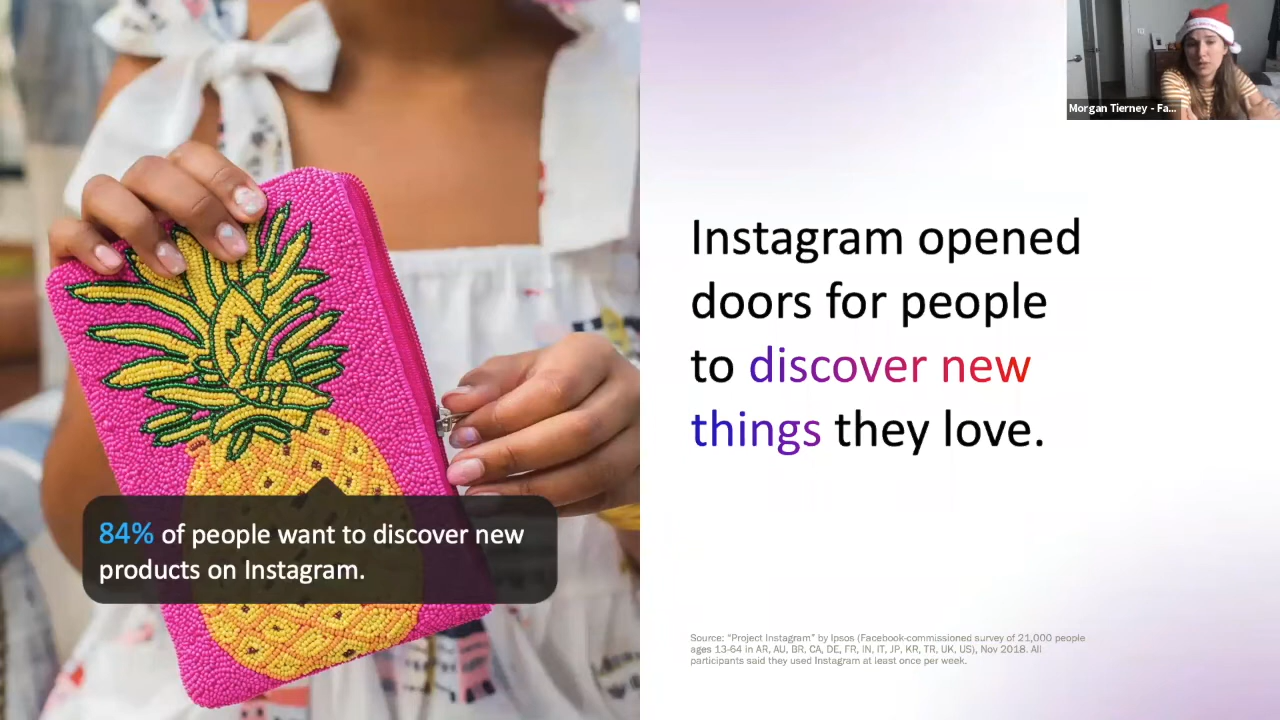 Morgan Tierney - Fa...
Instagram opened
doors for people
to discover new
things they love.
84% of people want to discover new
products on Instagram.
Source: “Project Instagram” by Ipsos (Facebook-commissioned survey of 21,000 people
ages 13-64 in AR, AU, BR, CA, DE, FR, IN, IT, JP, KR, TR, UK, US), Nov 2018. All
participants said they used Instagram at least once per week.